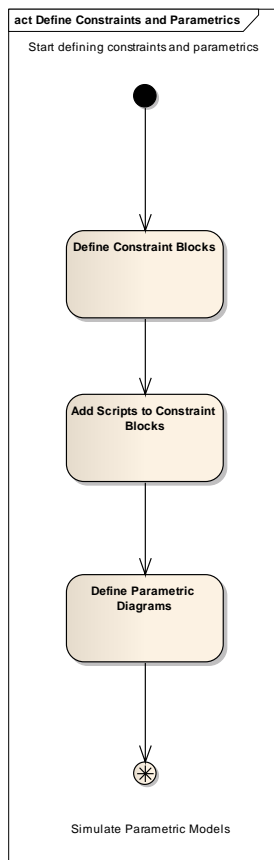 act Define Constraints and Parametrics
Start defining constraints and parametrics
Define Constraint Blocks
Add Scripts to Constraint
Blocks
Define Parametric
Diagrams
Simulate Parametric Models